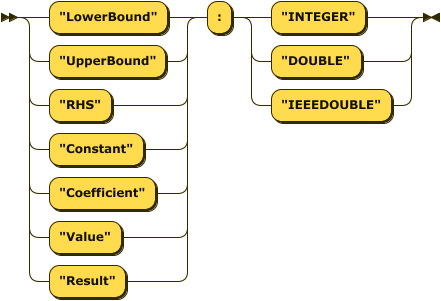 "LowerBound" : "INTEGER"
"UpperBound" "DOUBLE"
"RHS" "IEEEDOUBLE"
"Constant"
"Coefficient"
"Value"
"Result"